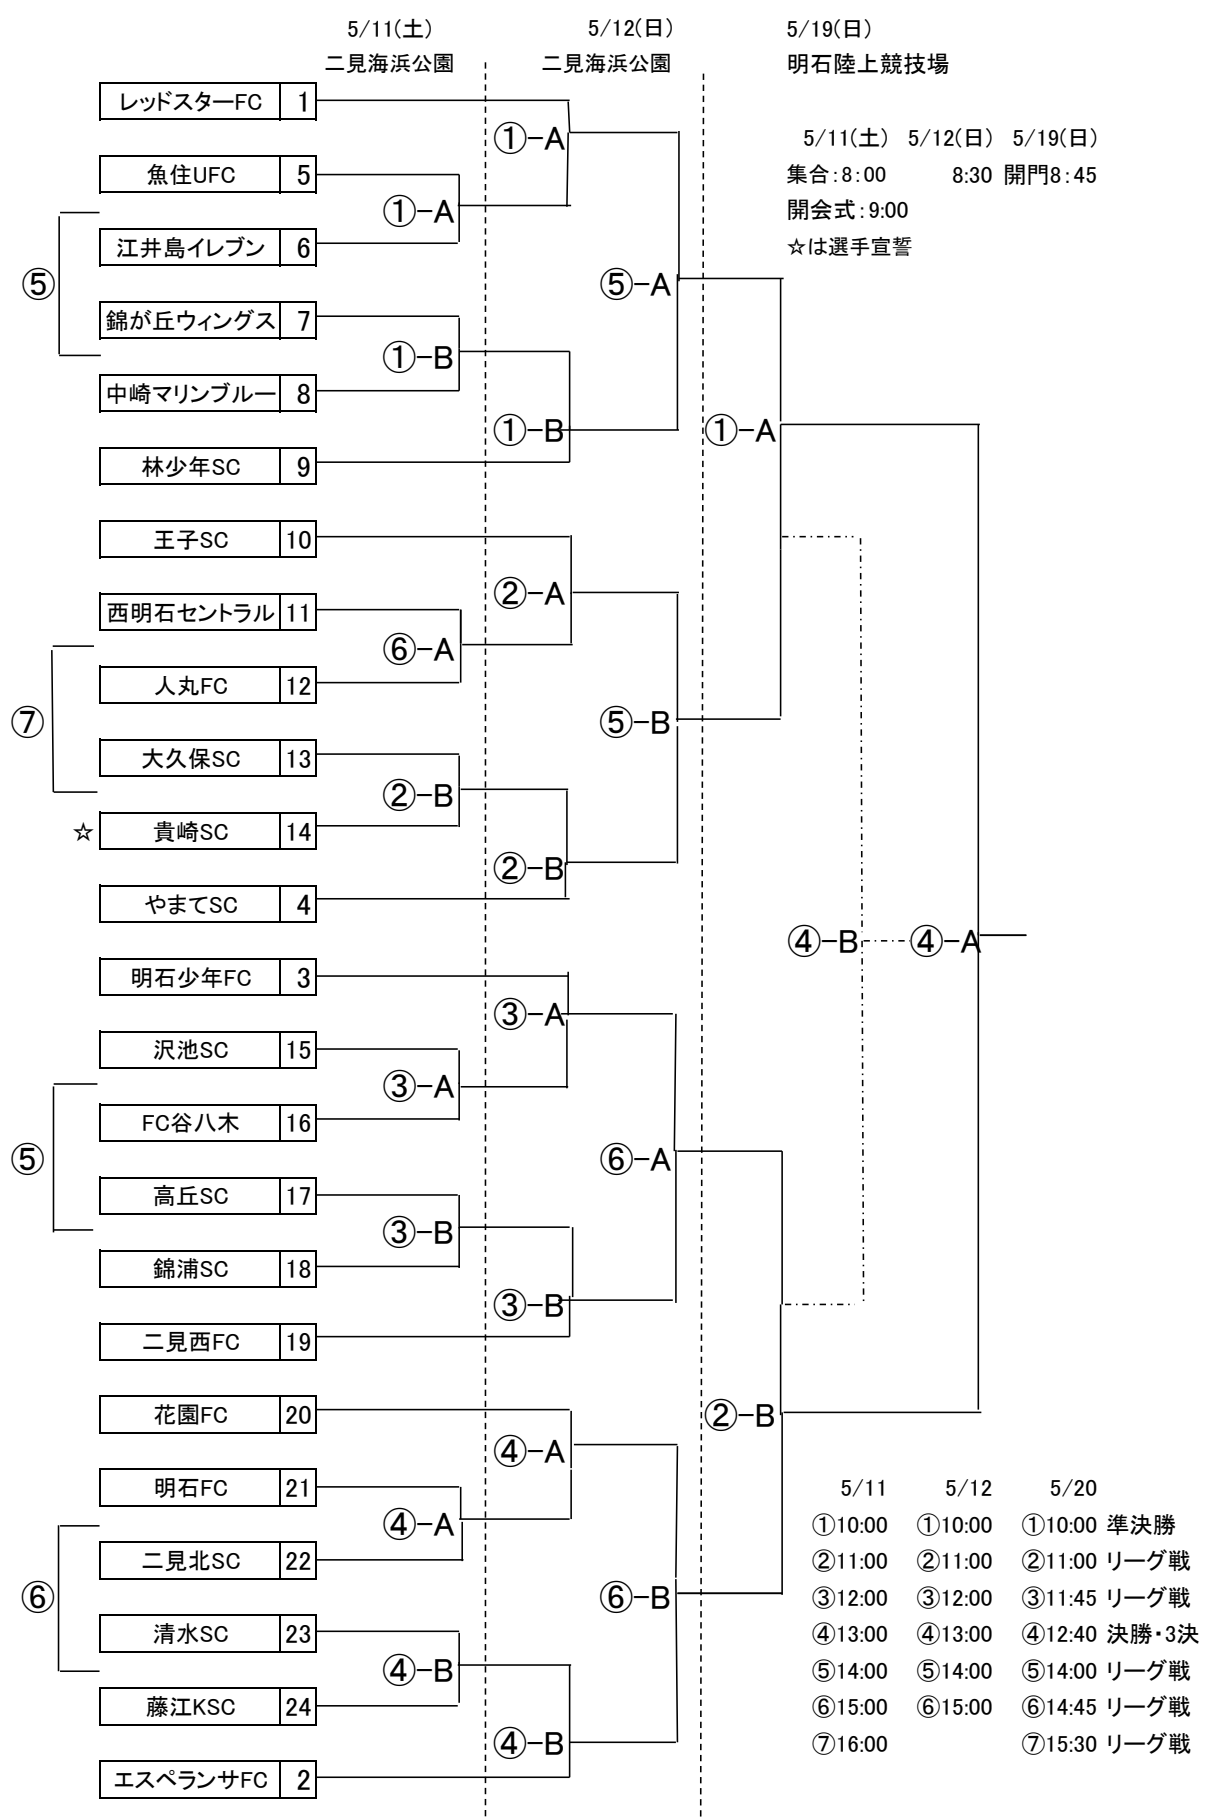 5/11(土) 5/12(日) 5/19(日)
二見海浜公園 二見海浜公園 明石陸上競技場
レッドスターFC 1
①-A
5/11(土) 5/12(日) 5/19(日)
魚住UFC 5
集合:8:00 8:30 開門8:45
①-A
開会式:9:00
江井島イレブン 6
☆は選手宣誓
⑤
⑤-A
錦が丘ウィングス 7
①-B
中崎マリンブルー 8
①-B
①-A
林少年SC 9
王子SC 10
②-A
西明石セントラル 11
⑥-A
人丸FC 12
⑦
⑤-B
大久保SC 13
②-B
☆ 貴崎SC 14
②-B
やまてSC 4
④-B ④-A
明石少年FC 3
③-A
沢池SC 15
③-A
FC谷八木 16
⑤
⑥-A
高丘SC 17
③-B
錦浦SC 18
③-B
二見西FC 19
花園FC 20
②-B
④-A
明石FC 21
④-A
二見北SC 22
⑥
⑥-B
清水SC 23
④-B
藤江KSC 24
④-B
エスペランサFC 2
5/11 5/12 5/20
①10:00 ①10:00 ①10:00 準決勝
②11:00 ②11:00 ②11:00 リーグ戦
③12:00 ③12:00 ③11:45 リーグ戦
④13:00 ④13:00 ④12:40 決勝・3決
⑤14:00 ⑤14:00 ⑤14:00 リーグ戦
⑥15:00 ⑥15:00 ⑥14:45 リーグ戦
⑦16:00 ⑦15:30 リーグ戦